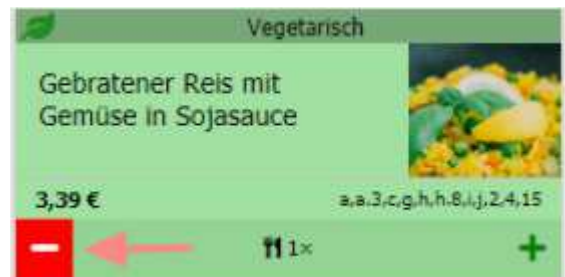 Vegetarisch
Gebratener Reis mit
Gemüse in Sojasauce
3,39 €
a,a.3,c,g,h,h.8,i,j,2,4,15
1×